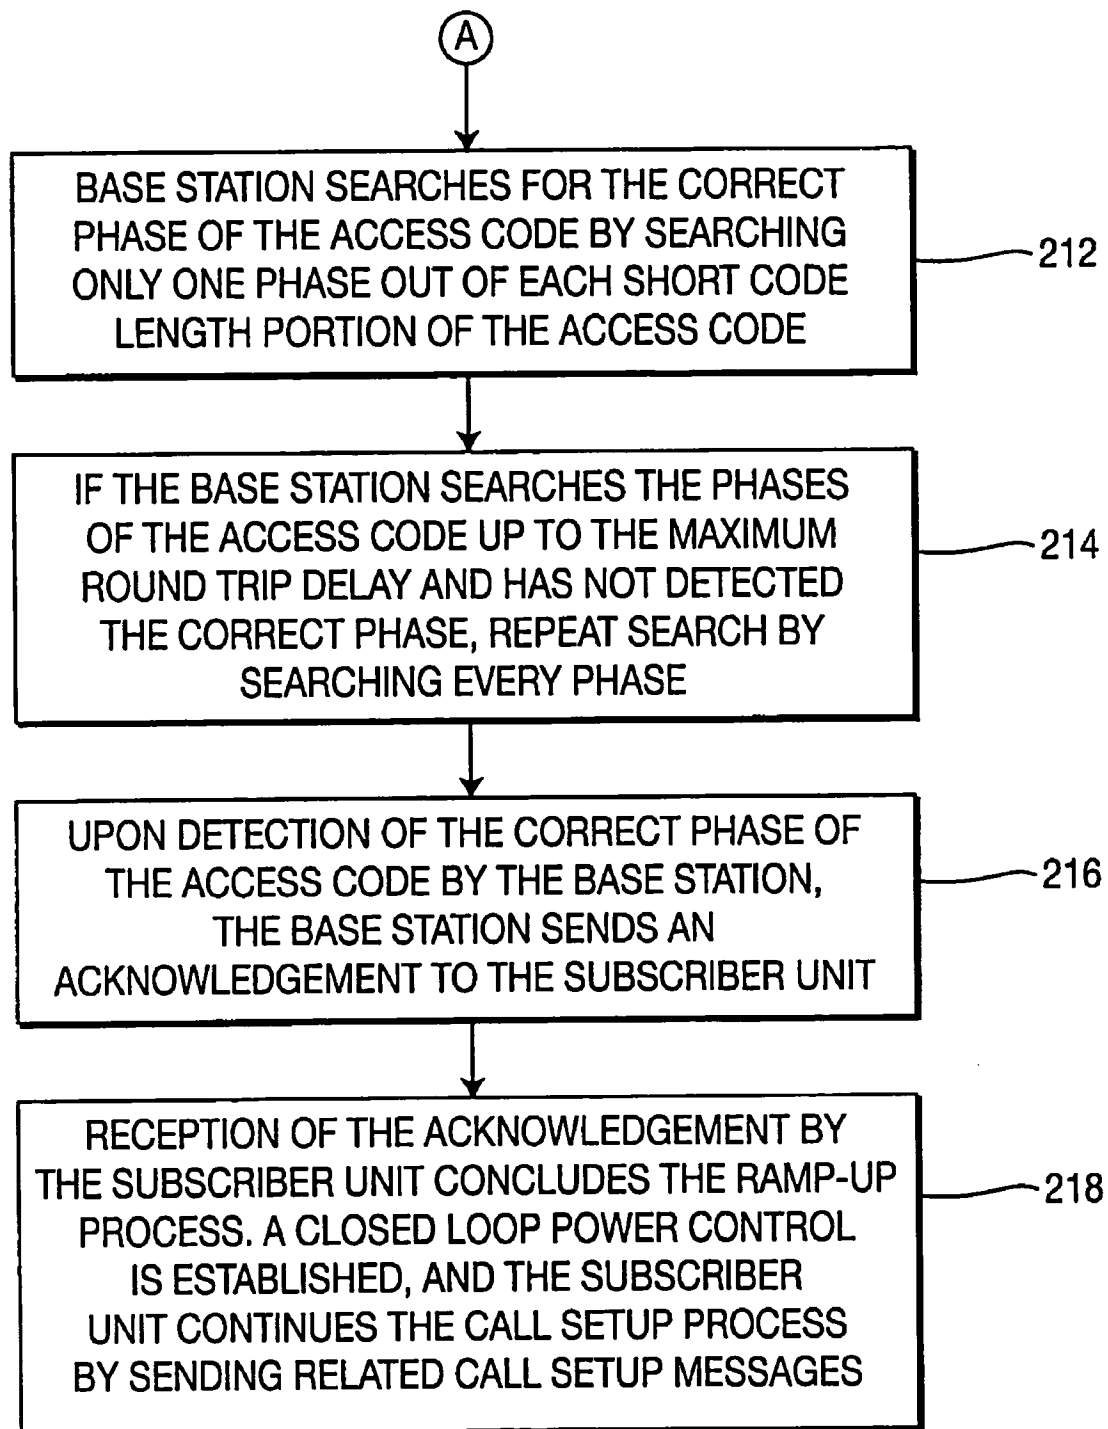 A
BASE STATION SEARCHES FOR THE CORRECT
PHASE OF THE ACCESS CODE BY SEARCHING
ONLY ONE PHASE OUT OF EACH SHORT CODE
LENGTH PORTION OF THE ACCESS CODE
212
IF THE BASE STATION SEARCHES THE PHASES
OF THE ACCESS CODE UP TO THE MAXIMUM
ROUND TRIP DELAY AND HAS NOT DETECTED
THE CORRECT PHASE, REPEAT SEARCH BY
SEARCHING EVERY PHASE
214
UPON DETECTION OF THE CORRECT PHASE OF
THE ACCESS CODE BY THE BASE STATION,
THE BASE STATION SENDS AN
ACKNOWLEDGEMENT TO THE SUBSCRIBER UNIT
216
RECEPTION OF THE ACKNOWLEDGEMENT BY
THE SUBSCRIBER UNIT CONCLUDES THE RAMP-UP
PROCESS. A CLOSED LOOP POWER CONTROL
IS ESTABLISHED, AND THE SUBSCRIBER
UNIT CONTINUES THE CALL SETUP PROCESS
BY SENDING RELATED CALL SETUP MESSAGES
218